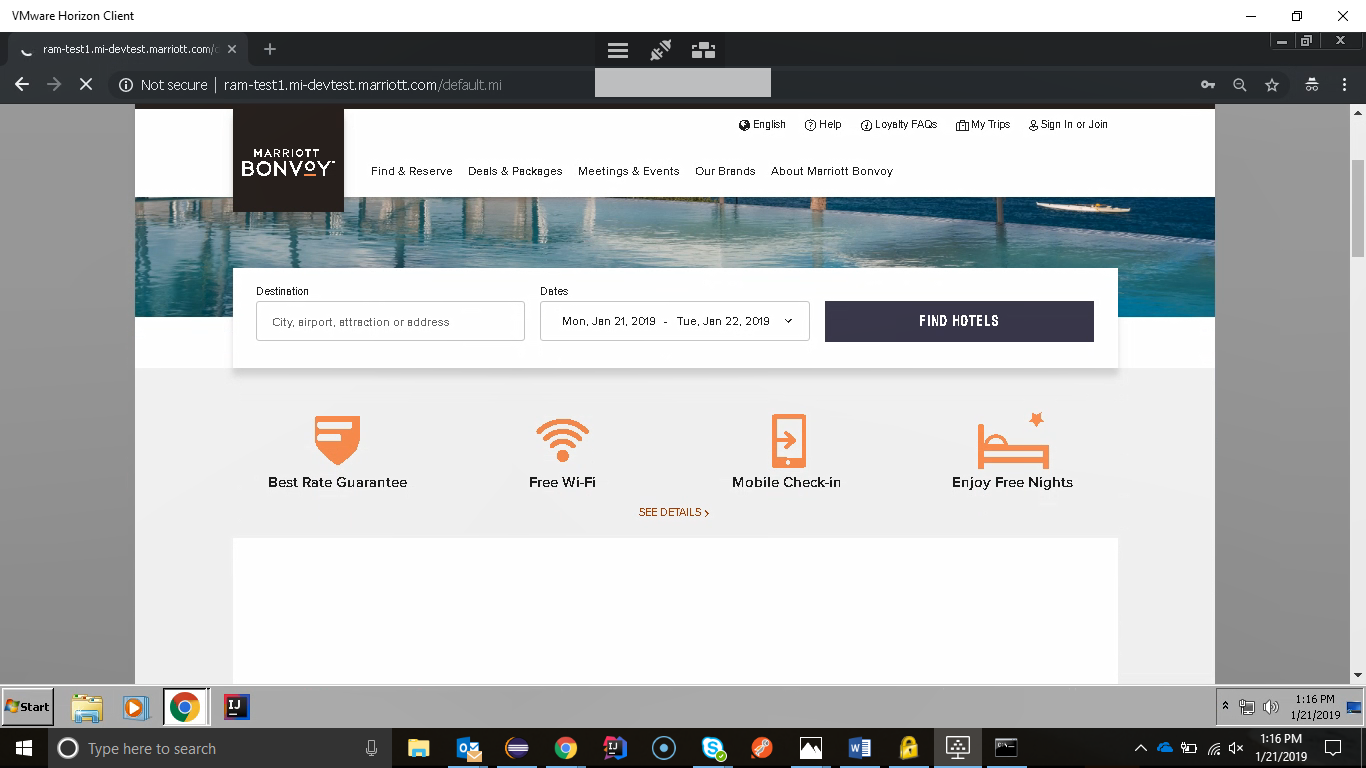 VMware Horizon Client
ram-test1.mi-devtest.marriott.com/
Not secure | ram-test1.mi-devtest.marriott.com/default.mi
English Help Loyalty FAQs My Trips Sign In or Join
MARRIOTT
BONVOY™
Find & Reserve Deals & Packages Meetings & Events Our Brands About Marriott Bonvoy
Destination Dates
City, airport, attraction or address Mon, Jan 21, 2019 - Tue, Jan 22, 2019 FIND HOTELS
Best Rate Guarantee Free Wi-Fi Mobile Check-in Enjoy Free Nights
SEE DETAILS >
Start IJ 1:16 PM
1/21/2019
Type here to search 1:16 PM
1/21/2019